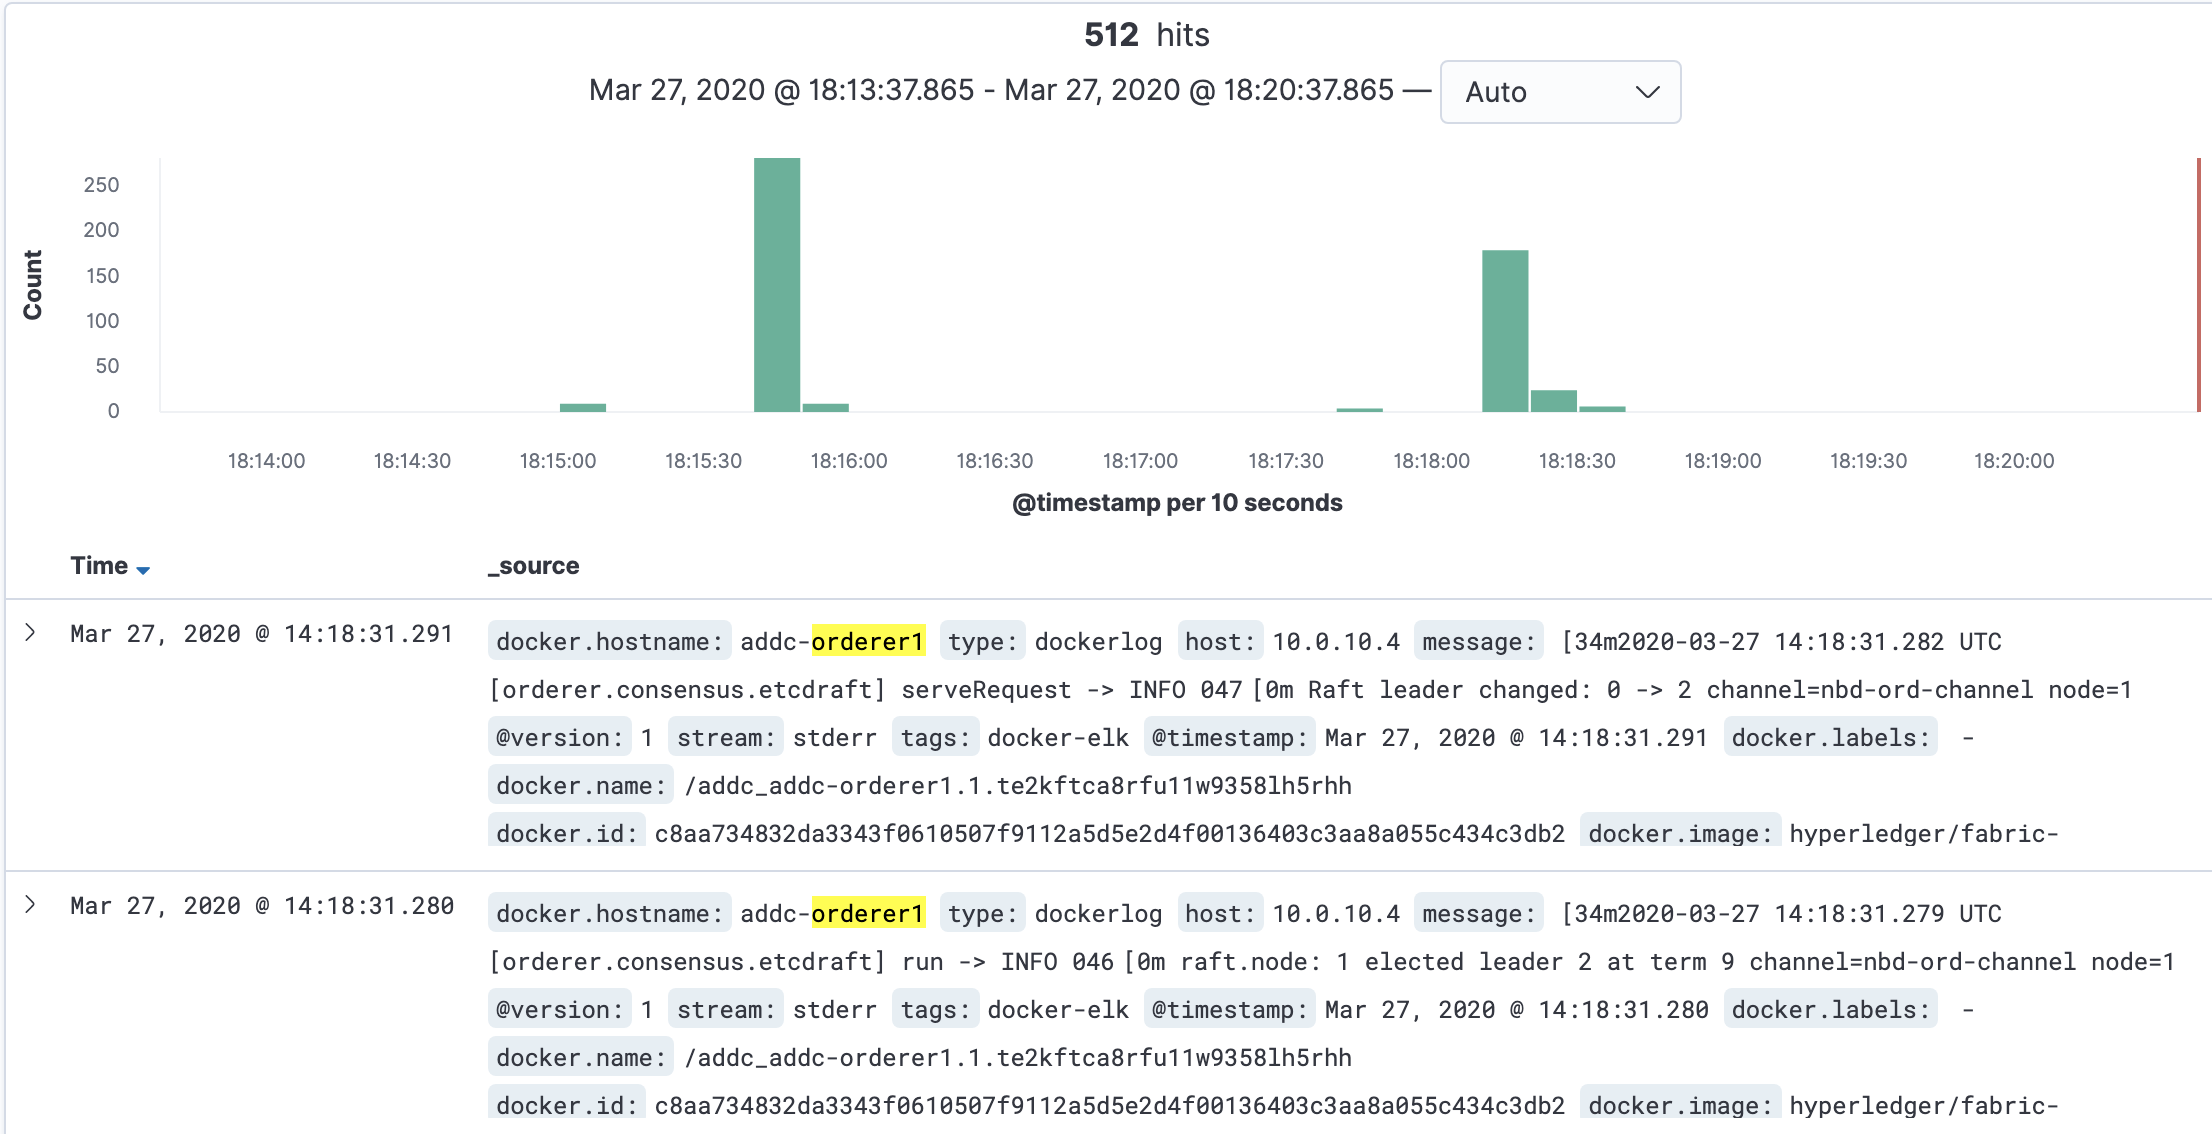 512 hits
Mar 27, 2020 @ 18:13:37.865 - Mar 27, 2020 @ 18:20:37.865 — Auto
Count
250
200
150
100
50
0
18:14:00 18:14:30 18:15:00 18:15:30 18:16:00 18:16:30 18:17:00 18:17:30 18:18:00 18:18:30 18:19:00 18:19:30 18:20:00
@timestamp per 10 seconds
Time _source
Mar 27, 2020 @ 14:18:31.291 docker.hostname: addc-orderer1 type: dockerlog host: 10.0.10.4 message: [34m2020-03-27 14:18:31.282 UTC
[orderer.consensus.etcdraft] serveRequest -> INFO 047 [0m Raft leader changed: 0 -> 2 channel=nbd-ord-channel node=1
@version: 1 stream: stderr tags: docker-elk @timestamp: Mar 27, 2020 @ 14:18:31.291 docker.labels: -
docker.name: /addc_addc-orderer1.1.te2kftca8rfu11w9358lh5rhh
docker.id: c8aa734832da3343f0610507f9112a5d5e2d4f00136403c3aa8a055c434c3db2 docker.image: hyperledger/fabric-
Mar 27, 2020 @ 14:18:31.280 docker.hostname: addc-orderer1 type: dockerlog host: 10.0.10.4 message: [34m2020-03-27 14:18:31.279 UTC
[orderer.consensus.etcdraft] run -> INFO 046 [0m raft.node: 1 elected leader 2 at term 9 channel=nbd-ord-channel node=1
@version: 1 stream: stderr tags: docker-elk @timestamp: Mar 27, 2020 @ 14:18:31.280 docker.labels: -
docker.name: /addc_addc-orderer1.1.te2kftca8rfu11w9358lh5rhh
docker.id: c8aa734832da3343f0610507f9112a5d5e2d4f00136403c3aa8a055c434c3db2 docker.image: hyperledger/fabric-